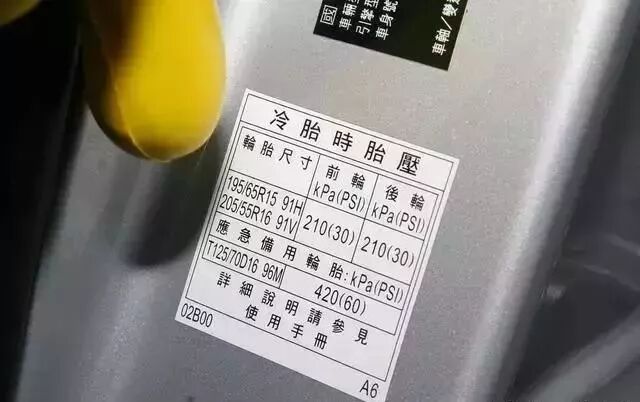 國
冷胎時胎壓
輪胎尺寸 前輪 kPa(PSI) 後輪 kPa(PSI)
195/65R15 91H
205/55R16 91V
210(30) 210(30)
應急備用輪胎:kPa(PSI)
T125/70D16 96M 420(60)
詳細說明請參見
使用手冊
02B00 A6